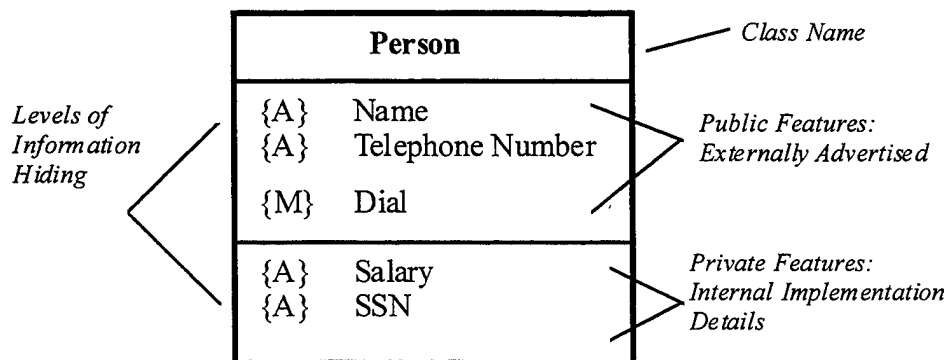 Person
Class Name
Levels of
Information
Hiding
{A} Name
{A} Telephone Number
{M} Dial
Public Features:
Externally Advertised
{A} Salary
{A} SSN
Private Features:
Internal Implementation
Details